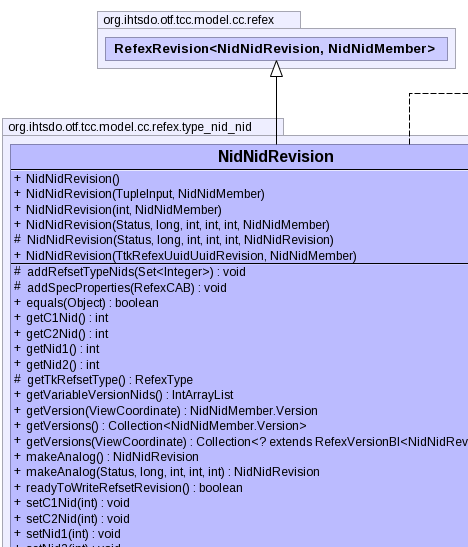 org.ihtsdo.otf.tcc.model.cc.refex
RefexRevision<NidNidRevision, NidNidMember>
org.ihtsdo.otf.tcc.model.cc.refex.type_nid_nid
NidNidRevision
+ NidNidRevision()
+ NidNidRevision(TupleInput, NidNidMember)
+ NidNidRevision(int, NidNidMember)
+ NidNidRevision(Status, long, int, int, int, NidNidMember)
# NidNidRevision(Status, long, int, int, int, NidNidRevision)
+ NidNidRevision(TtkRefexUuidUuidRevision, NidNidMember)
# addRefsetTypeNids(Set<Integer>) : void
# addSpecProperties(RefexCAB) : void
+ equals(Object) : boolean
+ getC1Nid() : int
+ getC2Nid() : int
+ getNid1() : int
+ getNid2() : int
# getTkRefsetType() : RefexType
+ getVariableVersionNids() : IntArrayList
+ getVersion(ViewCoordinate) : NidNidMember.Version
+ getVersions() : Collection<NidNidMember.Version>
+ getVersions(ViewCoordinate) : Collection<? extends RefexVersionBI<NidNidRev
+ makeAnalog() : NidNidRevision
+ makeAnalog(Status, long, int, int, int) : NidNidRevision
+ readyToWriteRefsetRevision() : boolean
+ setC1Nid(int) : void
+ setC2Nid(int) : void
+ setNid1(int) : void
+ setNid2(int) : void